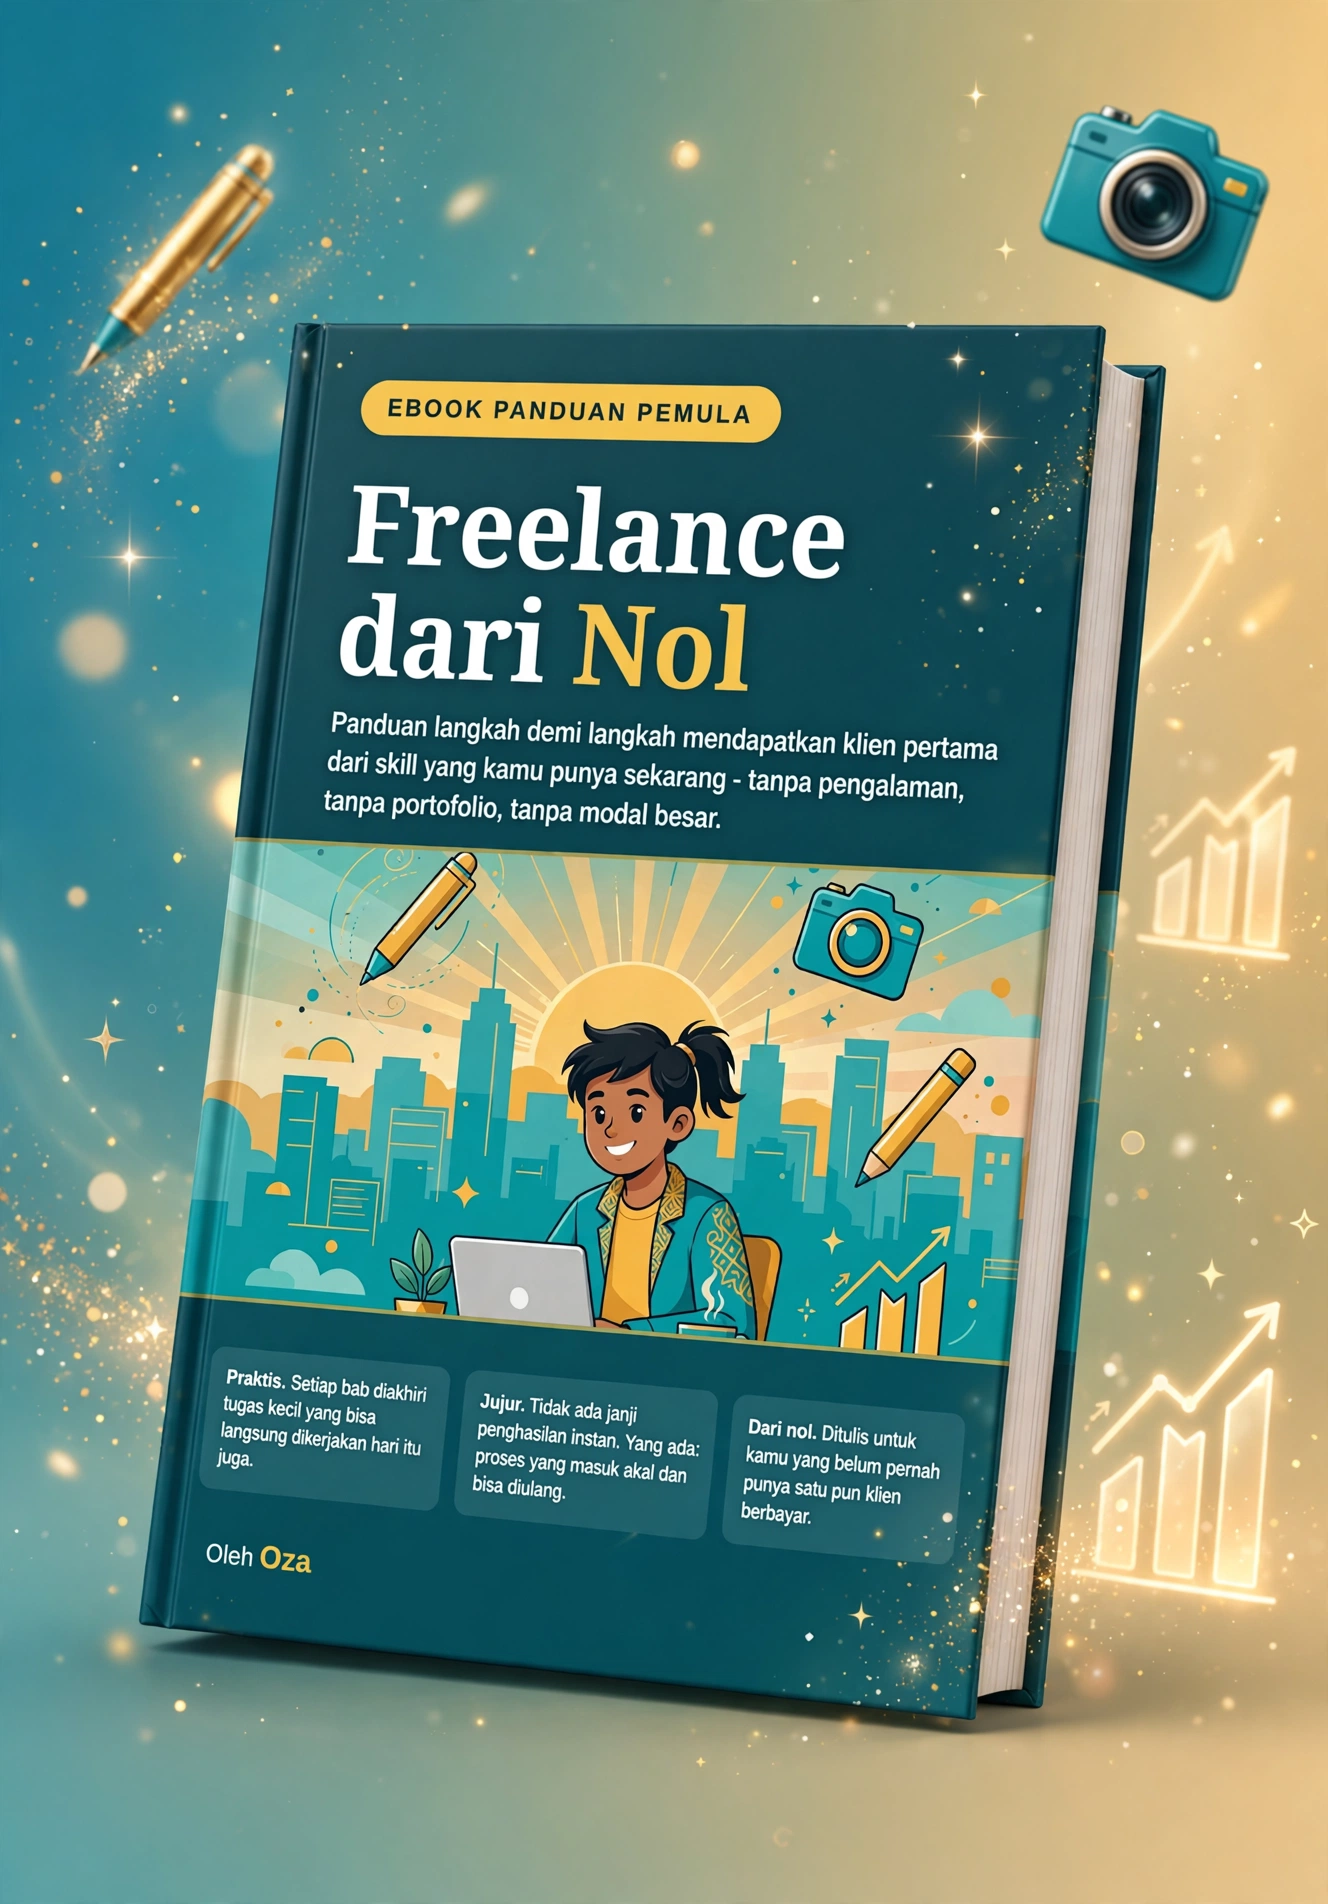 EBOOK PANDUAN PEMULA
Freelance
dari Nol
Panduan langkah demi langkah mendapatkan klien pertama
dari skill yang kamu punya sekarang - tanpa pengalaman,
tanpa portofolio, tanpa modal besar.
Praktis. Setiap bab diakhiri
tugas kecil yang bisa
langsung dikerjakan hari itu
juga.
Jujur. Tidak ada janji
penghasilan instan. Yang ada:
proses yang masuk akal dan
bisa diulang.
Dari nol. Ditulis untuk
kamu yang belum pernah
punya satu pun klien
berbayar.
Oleh Oza